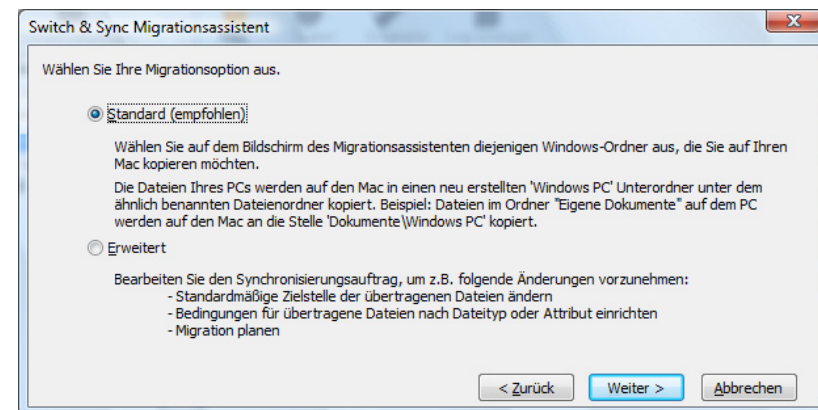 Switch & Sync Migrationsassistent
Wählen Sie Ihre Migrationsoption aus.
Standard (empfohlen)
Wählen Sie auf dem Bildschirm des Migrationsassistenten diejenigen Windows-Ordner aus, die Sie auf Ihren
Mac kopieren möchten.
Die Dateien Ihres PCs werden auf den Mac in einen neu erstellten 'Windows PC' Unterordner unter dem
ähnlich benannten Dateienordner kopiert. Beispiel: Dateien im Ordner "Eigene Dokumente" auf dem PC
werden auf den Mac an die Stelle 'Dokumente\Windows PC' kopiert.
Erweitert
Bearbeiten Sie den Synchronisierungsauftrag, um z.B. folgende Änderungen vorzunehmen:
- Standardmäßige Zielstelle der übertragenen Dateien ändern
- Bedingungen für übertragene Dateien nach Dateityp oder Attribut einrichten
- Migration planen
< Zurück Weiter > Abbrechen